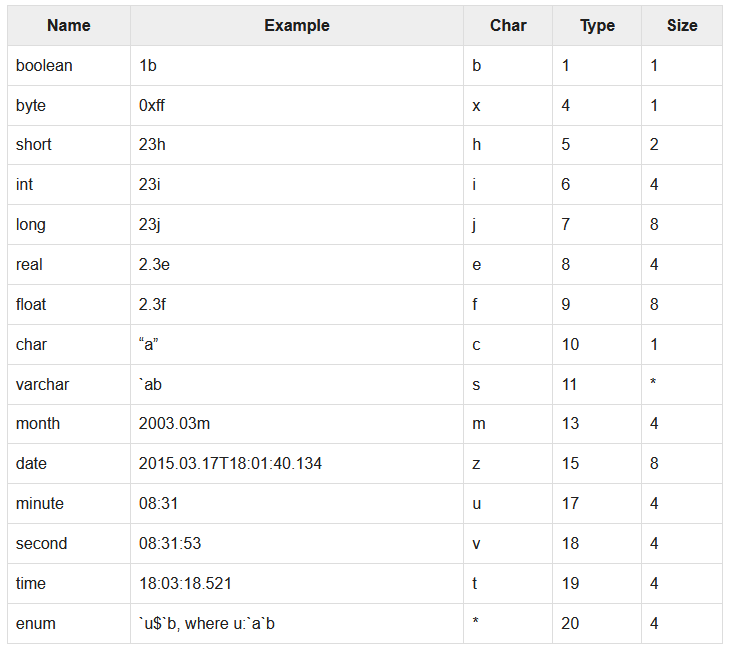 Name Example Char Type Size
boolean 1b b 1 1
byte 0xff x 4 1
short 23h h 5 2
int 23i i 6 4
long 23j j 7 8
real 2.3e e 8 4
float 2.3f f 9 8
char “a” c 10 1
varchar `ab s 11 *
month 2003.03m m 13 4
date 2015.03.17T18:01:40.134 z 15 8
minute 08:31 u 17 4
second 08:31:53 v 18 4
time 18:03:18.521 t 19 4
enum `u$`b, where u:`a`b * 20 4